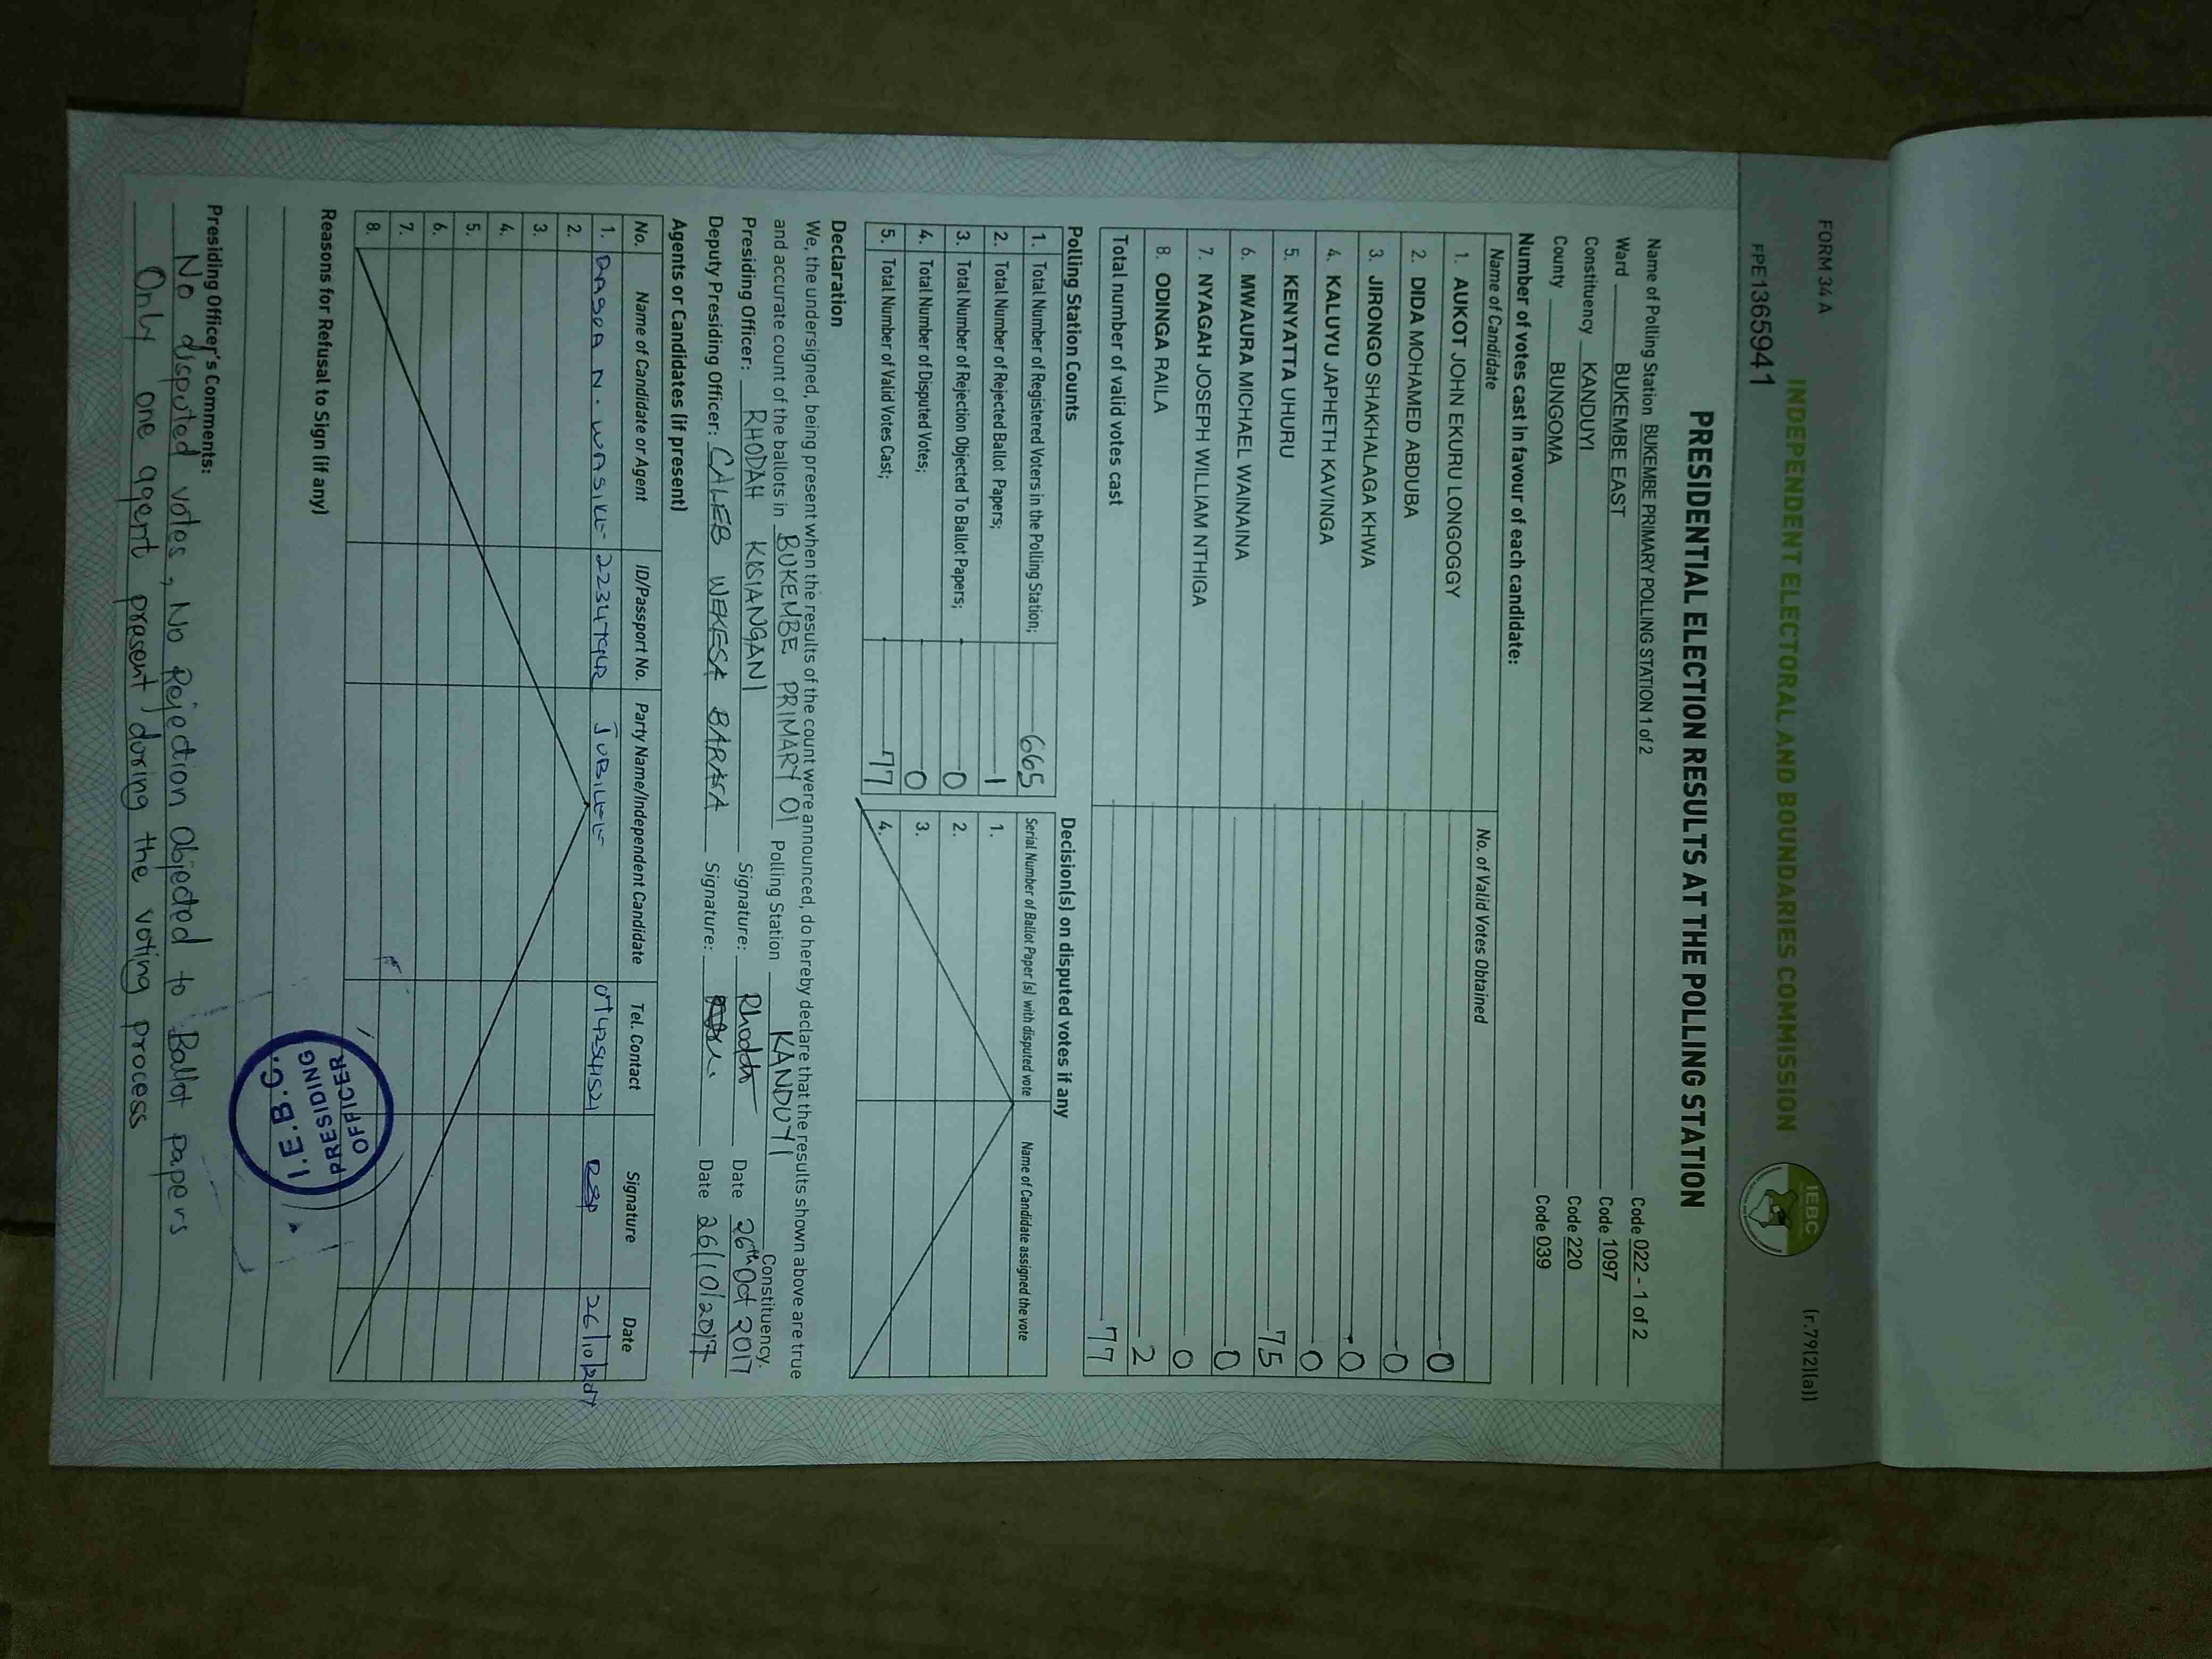 FORM 34 A
(r.79(2)(a))
INDEPENDENT ELECTORAL AND BOUNDARIES COMMISSION
IEBC
PPE1365941
PRESIDENTIAL ELECTION RESULTS AT THE POLLING STATION
Name of Polling Station BUKEMBE PRIMARY POLLING STATION 1 of 2 Code 022 - 1 of 2
Ward BUKEMBE EAST Code 1097
Constituency KANDUYI Code 220
County BUNGOMA Code 039
Number of votes cast in favour of each candidate:
Name of Candidate No. of Valid Votes Obtained
1. AUKOT JOHN EKURU LONGOGGY 0
2. DIDA MOHAMED ABDUBA 0
3. JIRONGO SHAKHALAGA KHWA 0
4. KALUYU JAPHETH KAVINGA 0
5. KENYATTA UHURU 75
6. MWAURA MICHAEL WAINAINA 0
7. NYAGAH JOSEPH WILLIAM NTHIGA 0
8. ODINGA RAILA 2
Total number of valid votes cast 77
Polling Station Counts
1. Total Number of Registered Voters in the Polling Station; 665
2. Total Number of Rejected Ballot Papers; 1
3. Total Number of Rejection Objected To Ballot Papers; 0
4. Total Number of Disputed Votes; 0
5. Total Number of Valid Votes Cast; 77
Decision(s) on disputed votes if any
Serial Number of Ballot Paper (s) with disputed vote Name of Candidate assigned the vote
1.
2.
3.
4.
Declaration
We, the undersigned, being present when the results of the count were announced, do hereby declare that the results shown above are true
and accurate count of the ballots in BUKEMBE PRIMARY 01 Polling Station KANDUYI Constituency.
Presiding Officer: RHODAH KISIANGANI Signature: Rhodah Date 26th Oct 2017
Deputy Presiding Officer: CALEB WEKESA BARASA Signature: Date 26/10/2017
Agents or Candidates (if present)
No. Name of Candidate or Agent ID/Passport No. Party Name/Independent Candidate Tel. Contact Signature Date
1. N. WASIKE JUBILEE 26/10/2017
2.
3.
4.
5.
6.
7.
8.
Reasons for Refusal to Sign (if any)
I.E.B.C.
PRESIDING
OFFICER
Presiding Officer's Comments:
No disputed votes, No Rejection Objected to Ballot papers
Only one agent present during the voting process